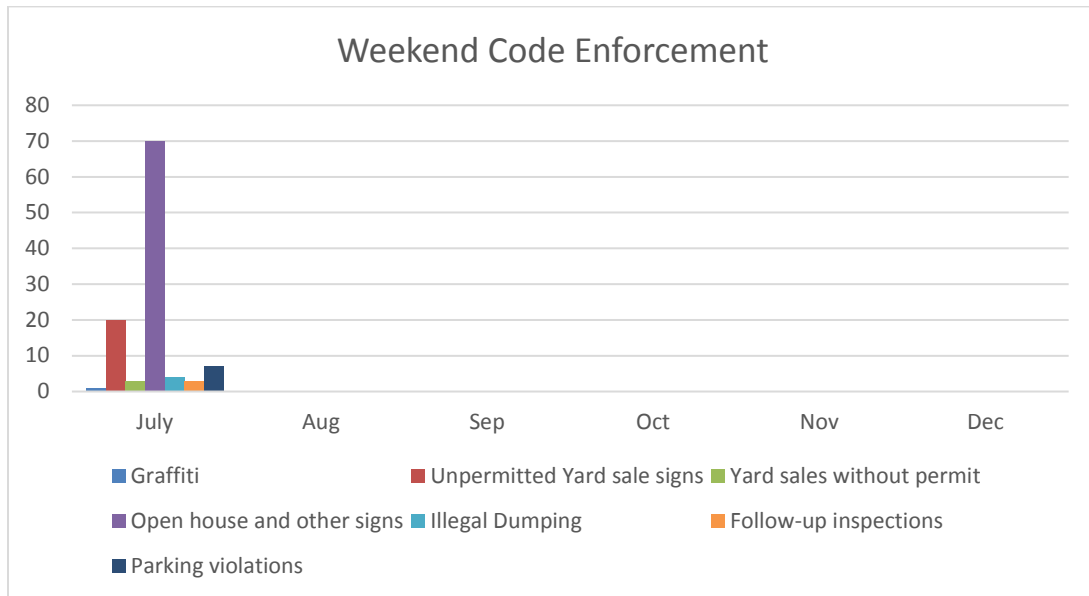 Weekend Code Enforcement
80
70
60
50
40
30
20
10
0
July Aug Sep Oct Nov Dec
Graffiti Unpermitted Yard sale signs Yard sales without permit
Open house and other signs Illegal Dumping Follow-up inspections
Parking violations